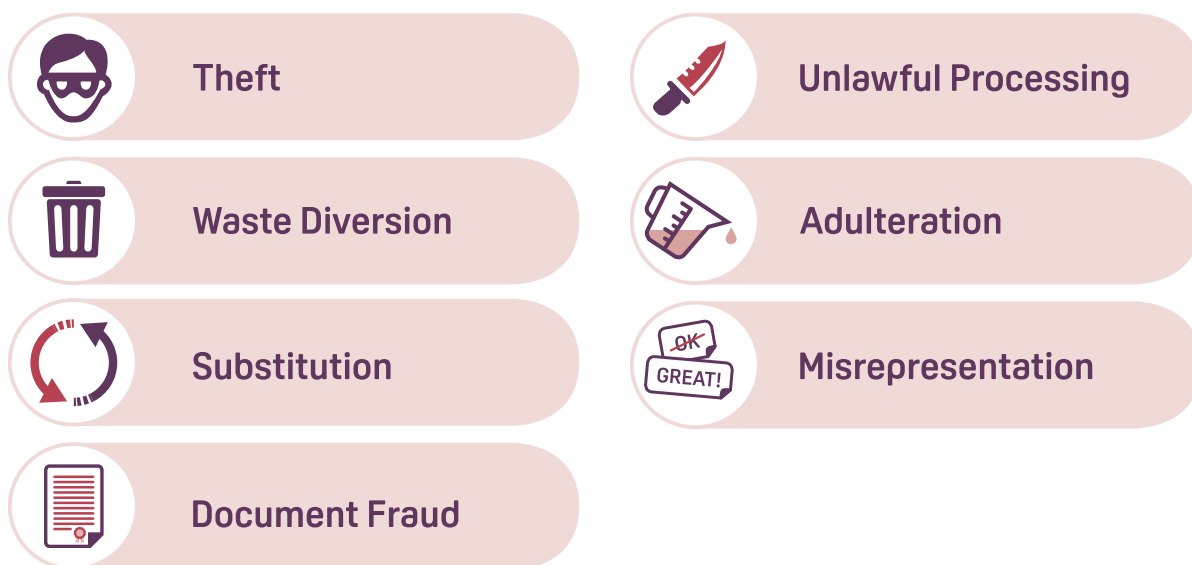 Theft
Waste Diversion
Substitution
Document Fraud
Unlawful Processing
Adulteration
OK
GREAT!
Misrepresentation